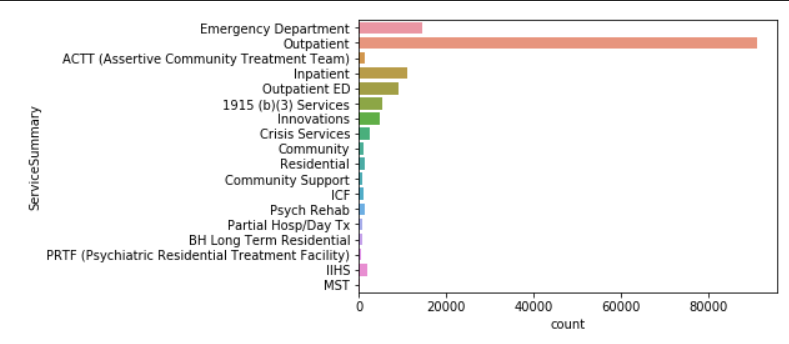 ServiceSummary
Emergency Department
Outpatient
ACTT (Assertive Community Treatment Team)
Inpatient
Outpatient ED
1915 (b)(3) Services
Innovations
Crisis Services
Community
Residential
Community Support
ICF
Psych Rehab
Partial Hosp/Day Tx
BH Long Term Residential
PRTF (Psychiatric Residential Treatment Facility)
IIHS
MST
0 20000 40000 60000 80000
count